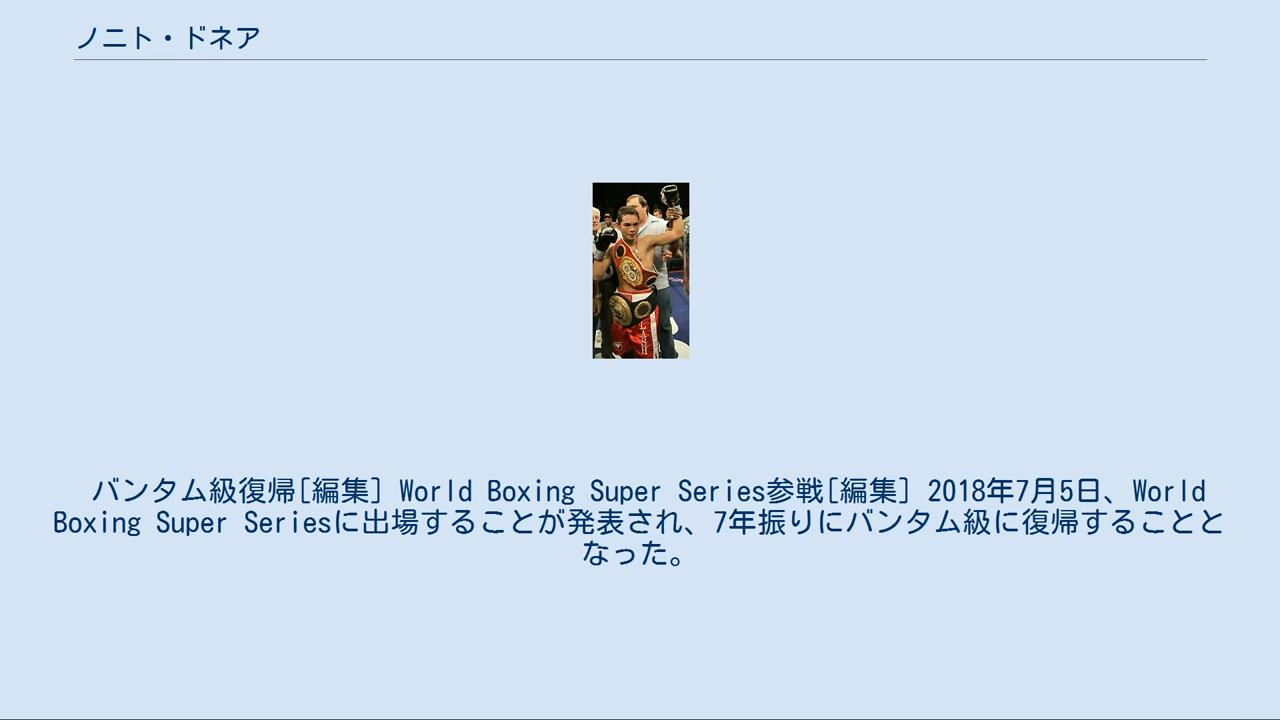 ノニト・ドネア
バンタム級復帰[編集] World Boxing Super Series参戦[編集] 2018年7月5日、World
Boxing Super Seriesに出場することが発表され、7年振りにバンタム級に復帰することと
なった。